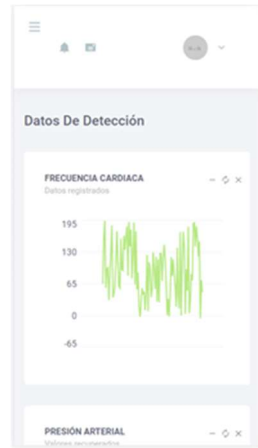 Datos De Detección
FRECUENCIA CARDIACA
Datos registrados
195
130
65
0
-65
PRESIÓN ARTERIAL
Valores recuperados